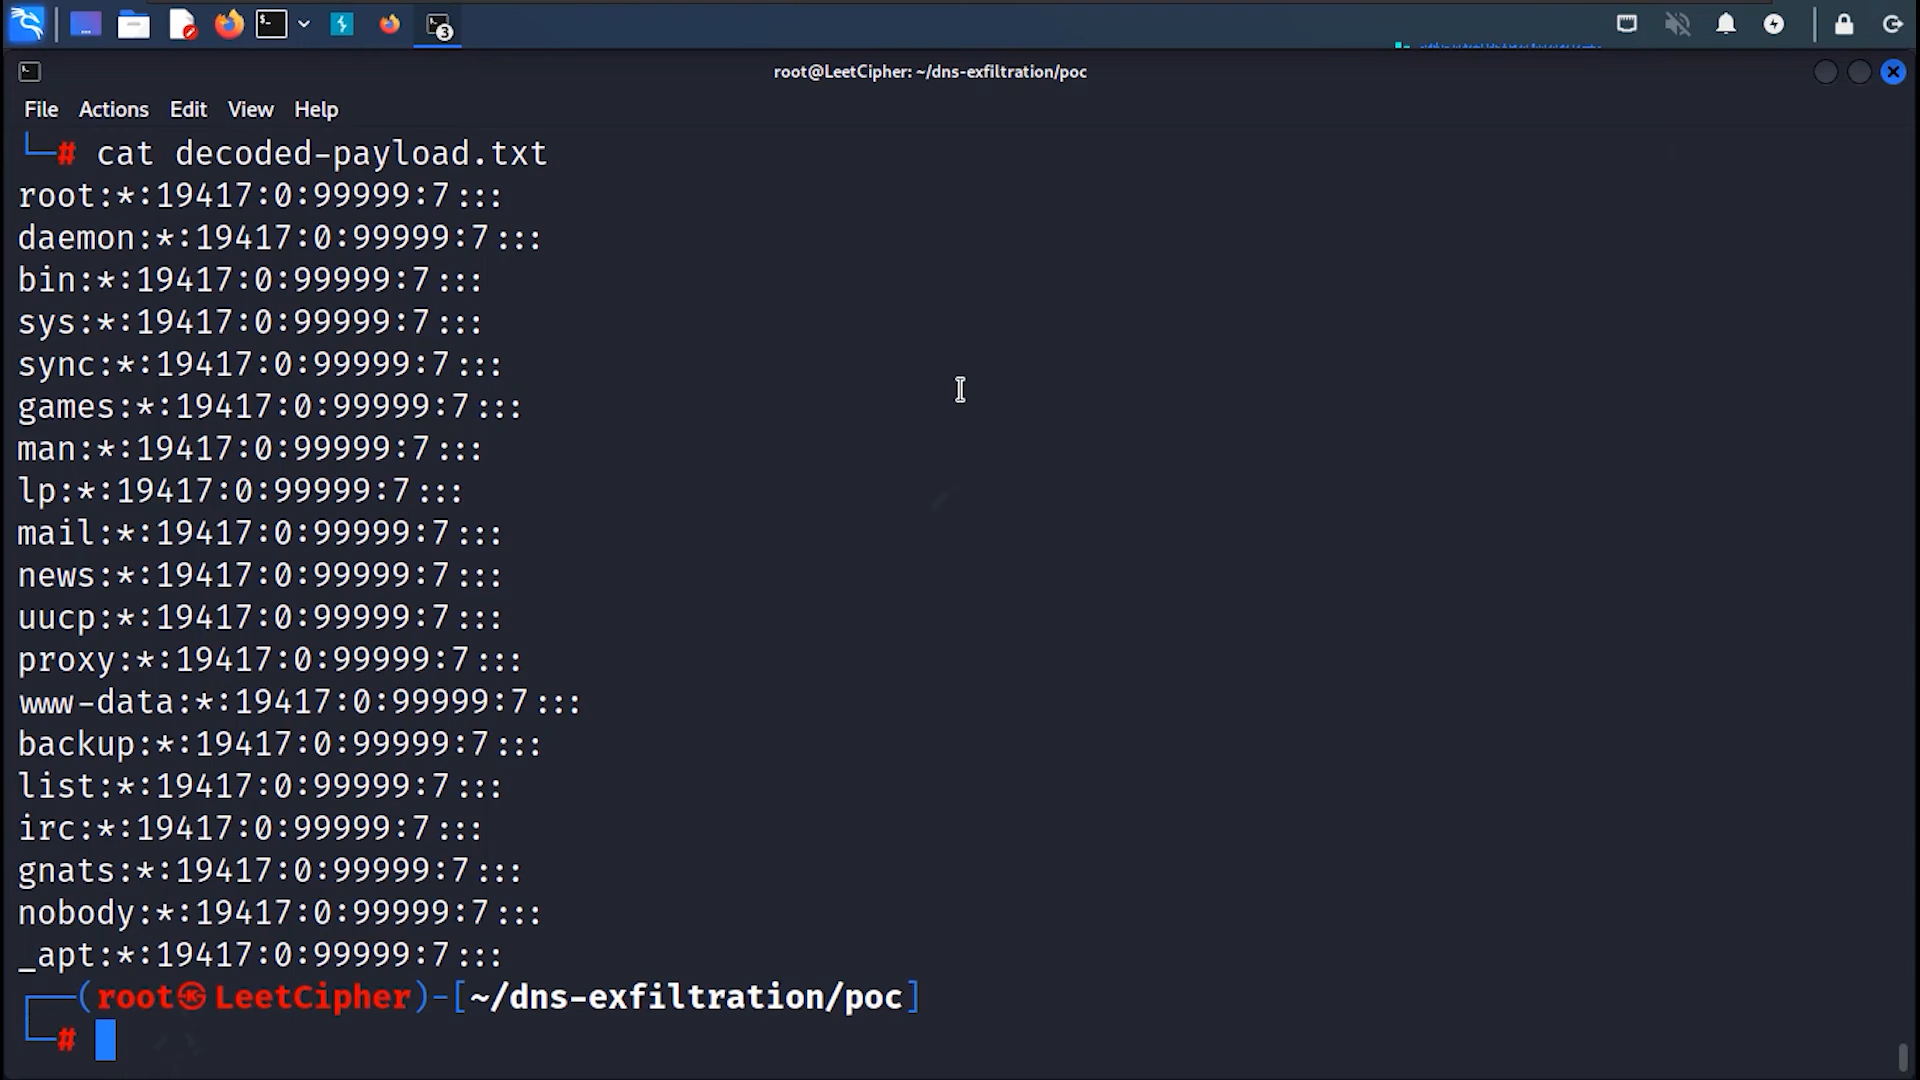 3
root@LeetCipher: ~/dns-exfiltration/poc
File Actions Edit View Help
└─# cat decoded-payload.txt
root:*:19417:0:99999:7:::
daemon:*:19417:0:99999:7:::
bin:*:19417:0:99999:7:::
sys:*:19417:0:99999:7:::
sync:*:19417:0:99999:7:::
games:*:19417:0:99999:7:::
man:*:19417:0:99999:7:::
lp:*:19417:0:99999:7:::
mail:*:19417:0:99999:7:::
news:*:19417:0:99999:7:::
uucp:*:19417:0:99999:7:::
proxy:*:19417:0:99999:7:::
www-data:*:19417:0:99999:7:::
backup:*:19417:0:99999:7:::
list:*:19417:0:99999:7:::
irc:*:19417:0:99999:7:::
gnats:*:19417:0:99999:7:::
nobody:*:19417:0:99999:7:::
_apt:*:19417:0:99999:7:::
┌──(root㉿LeetCipher)-[~/dns-exfiltration/poc]
└─#